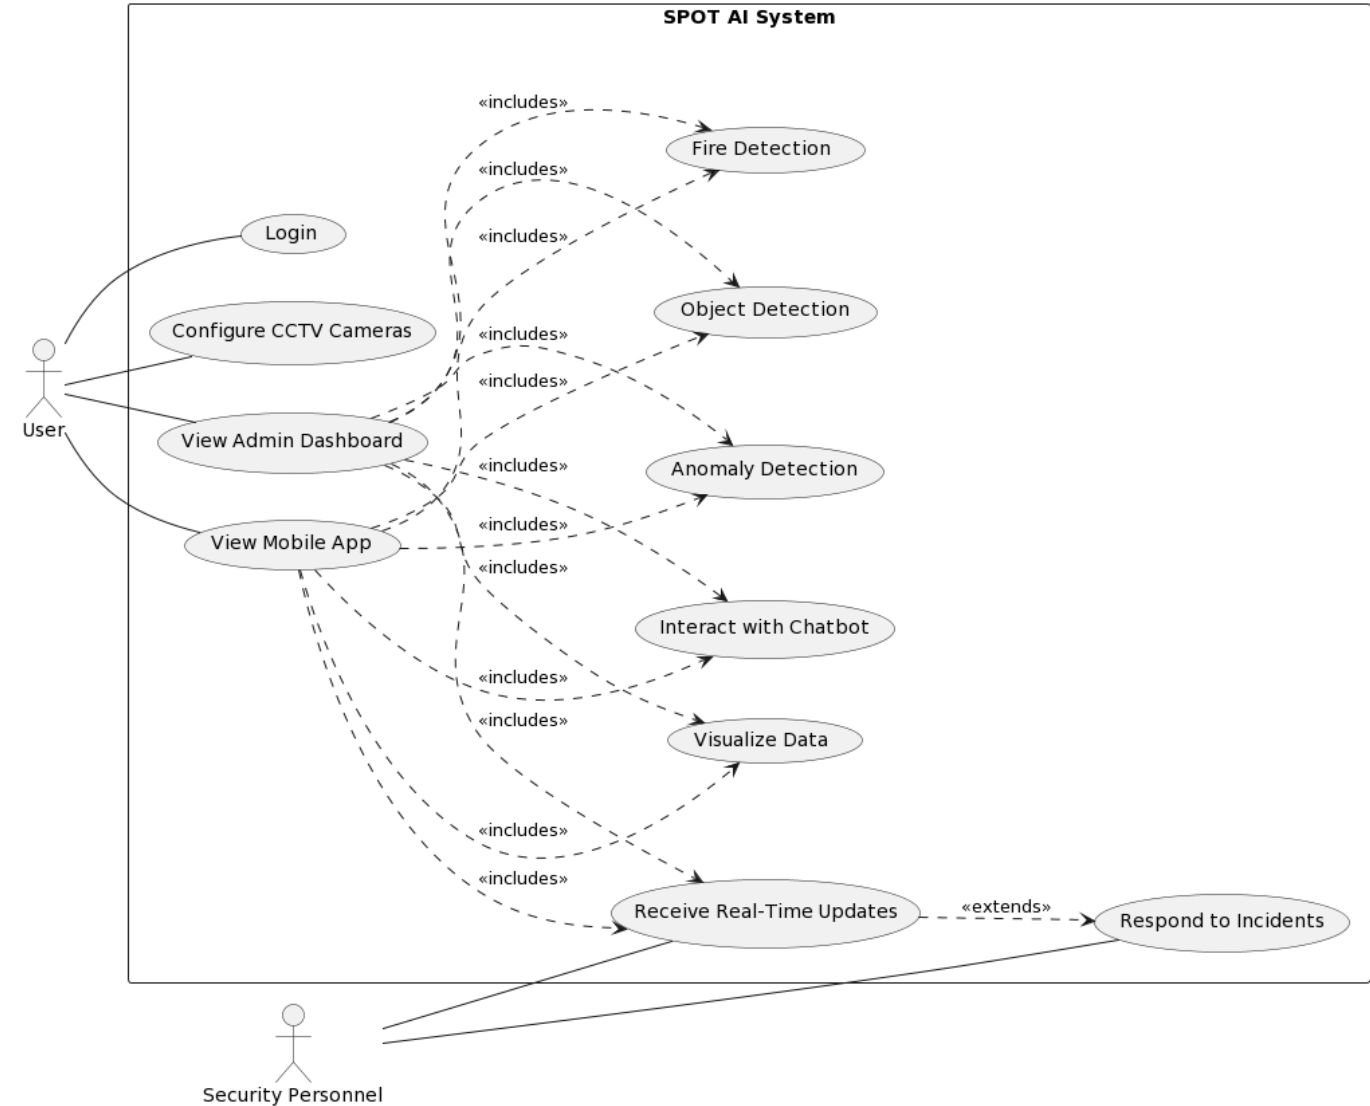 SPOT AI System
«includes»
Fire Detection
«includes»
Login
«includes»
Object Detection
Configure CCTV Cameras
«includes»
«includes»
User
View Admin Dashboard
«includes»
Anomaly Detection
«includes»
View Mobile App
«includes»
Interact with Chatbot
«includes»
«includes»
Visualize Data
«includes»
«includes»
Receive Real-Time Updates
«extends»
Respond to Incidents
Security Personnel